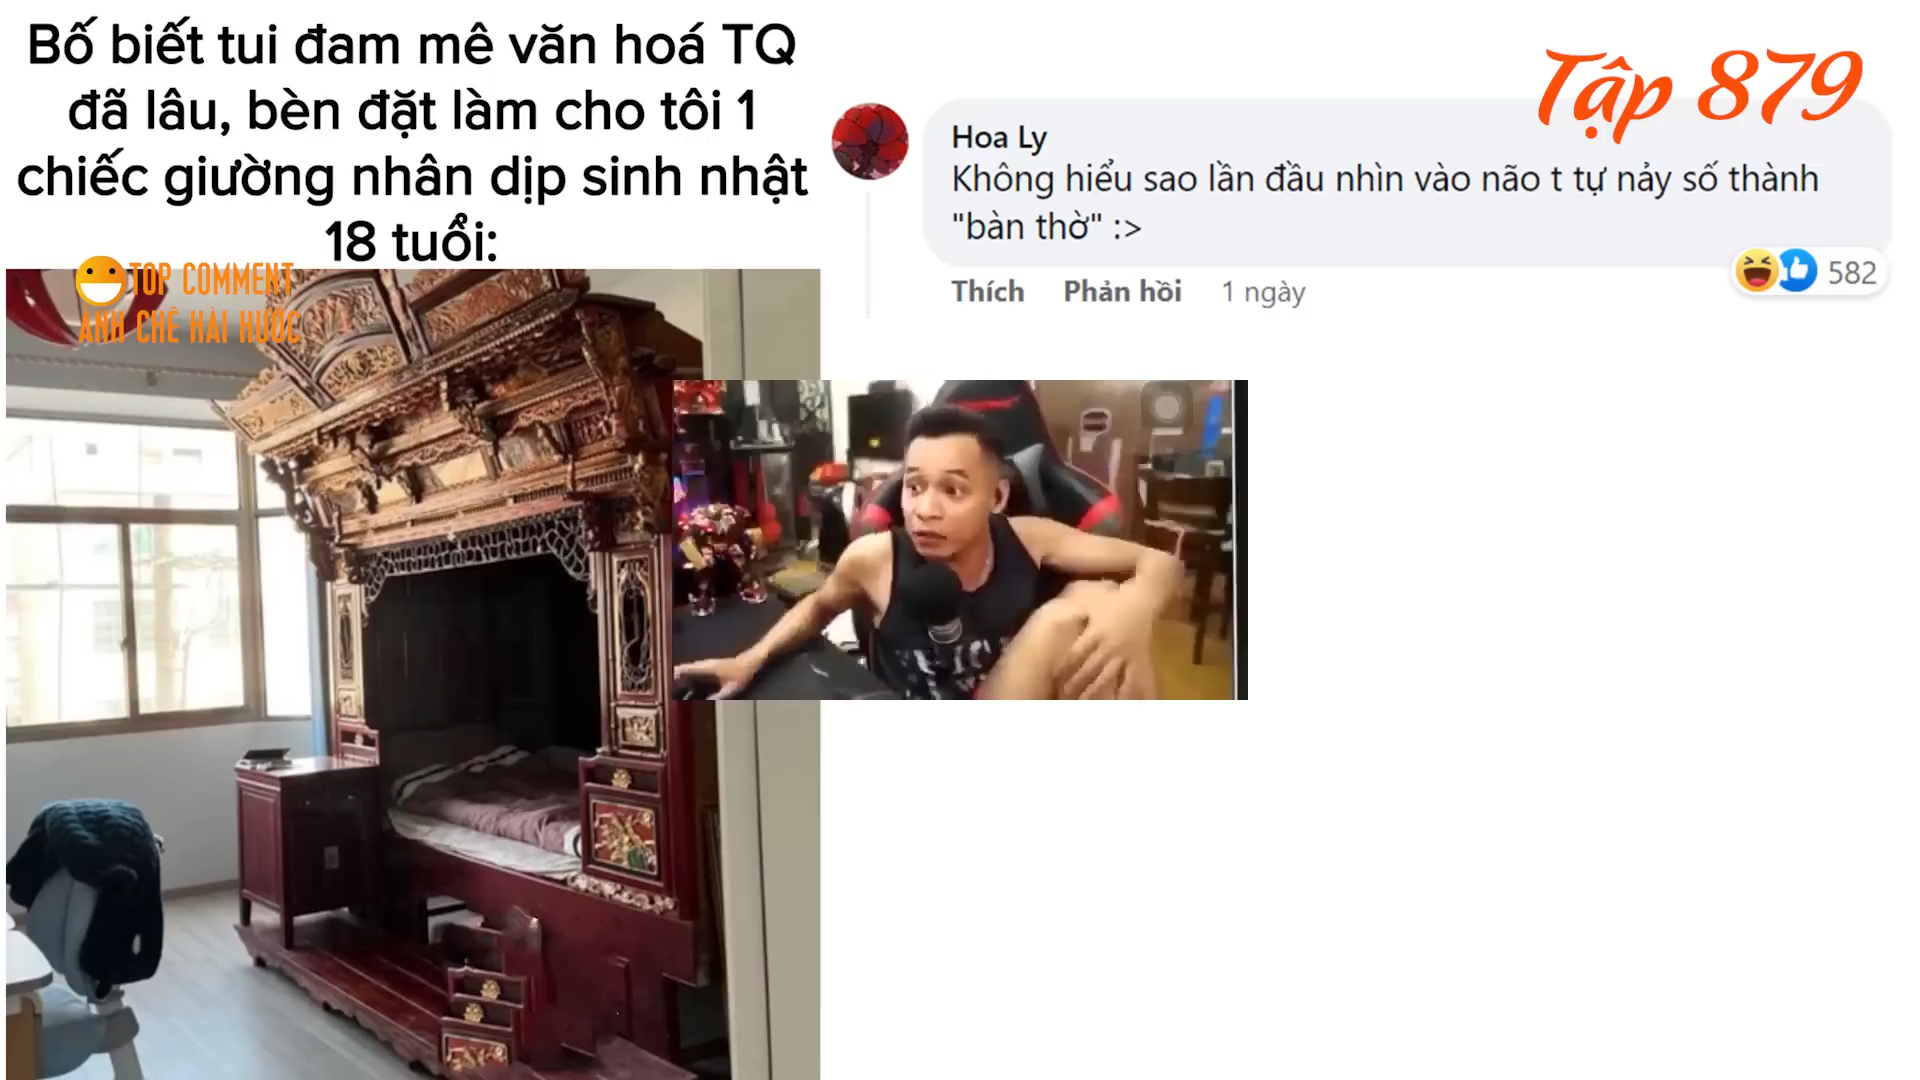 Bố biết tui đam mê văn hoá TQ
đã lâu, bèn đặt làm cho tôi 1
chiếc giường nhân dịp sinh nhật
18 tuổi:
TOP COMMENT
ẢNH CHẾ HÀI HƯỚC
Tập 879
Hoa Ly
Không hiểu sao lần đầu nhìn vào não t tự nảy số thành
"bàn thờ" :>
582
Thích Phản hồi 1 ngày